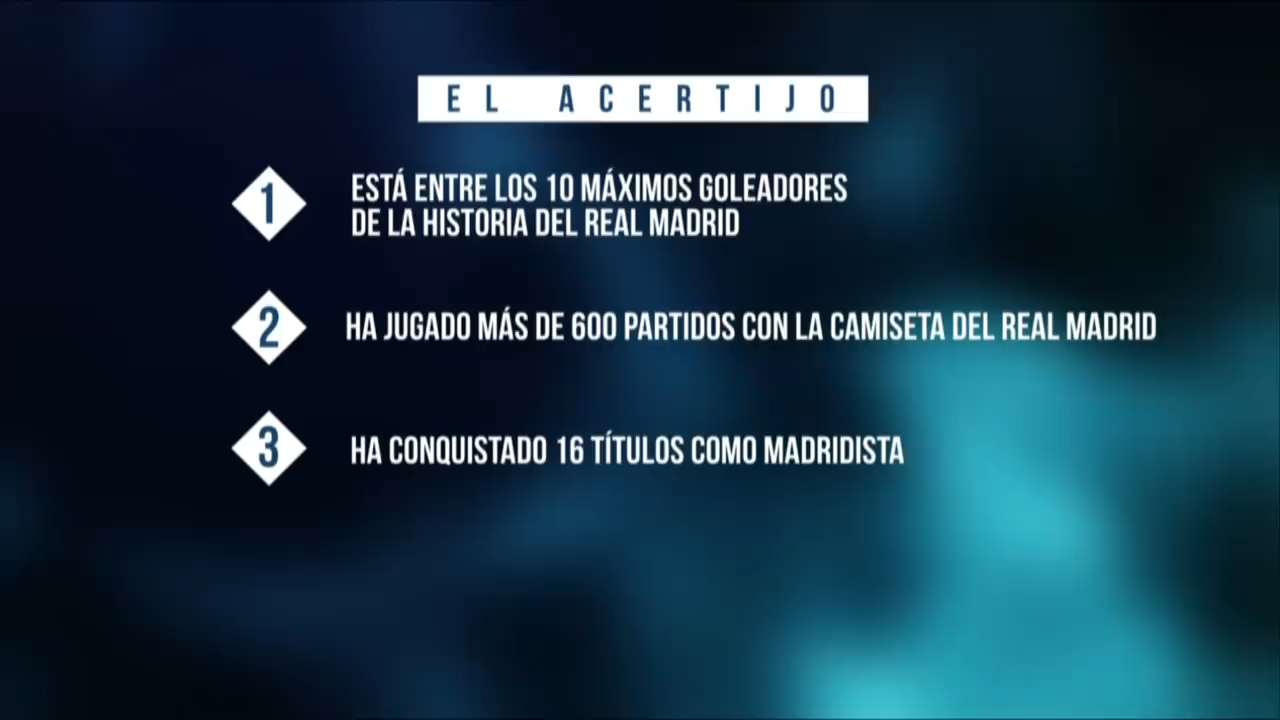 EL ACERTIJO
1
ESTÁ ENTRE LOS 10 MÁXIMOS GOLEADORES
DE LA HISTORIA DEL REAL MADRID
2
HA JUGADO MÁS DE 600 PARTIDOS CON LA CAMISETA DEL REAL MADRID
3
HA CONQUISTADO 16 TÍTULOS COMO MADRIDISTA